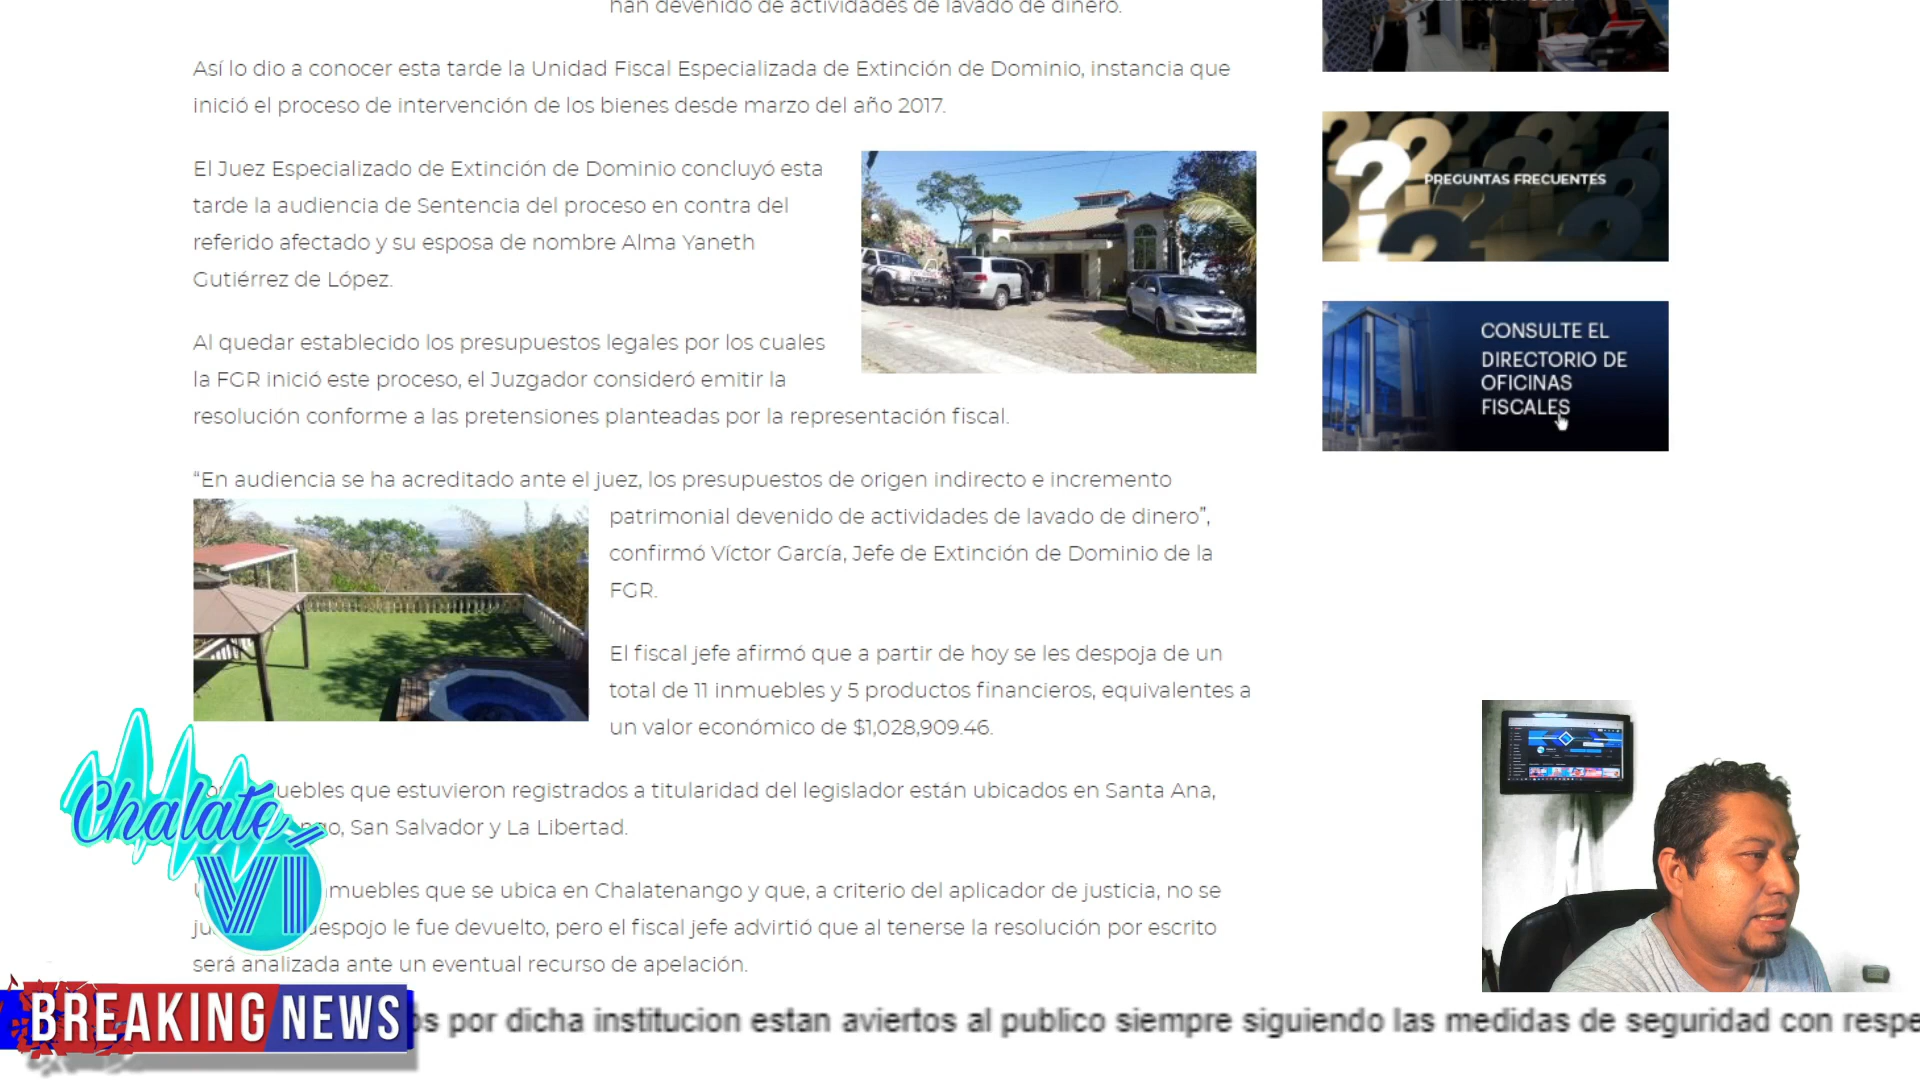 han devenido de actividades de lavado de dinero.
Así lo dio a conocer esta tarde la Unidad Fiscal Especializada de Extinción de Dominio, instancia que
inició el proceso de intervención de los bienes desde marzo del año 2017.
El Juez Especializado de Extinción de Dominio concluyó esta
tarde la audiencia de Sentencia del proceso en contra del
referido afectado y su esposa de nombre Alma Yaneth
Gutiérrez de López.
Al quedar establecido los presupuestos legales por los cuales
la FGR inició este proceso, el Juzgador consideró emitir la
resolución conforme a las pretensiones planteadas por la representación fiscal.
“En audiencia se ha acreditado ante el juez, los presupuestos de origen indirecto e incremento
patrimonial devenido de actividades de lavado de dinero”,
confirmó Víctor García, Jefe de Extinción de Dominio de la
FGR.
El fiscal jefe afirmó que a partir de hoy se les despoja de un
total de 11 inmuebles y 5 productos financieros, equivalentes a
un valor económico de $1,028,909.46.
que estuvieron registrados a titularidad del legislador están ubicados en Santa Ana,
San Salvador y La Libertad.
que se ubica en Chalatenango y que, a criterio del aplicador de justicia, no se
le fue devuelto, pero el fiscal jefe advirtió que al tenerse la resolución por escrito
será analizada ante un eventual recurso de apelación.
PREGUNTAS FRECUENTES
CONSULTE EL
DIRECTORIO DE
OFICINAS
FISCALES
Chalate
VI
BREAKING NEWS
por dicha institucion estan aviertos al publico siempre siguiendo las medidas de seguridad con respe